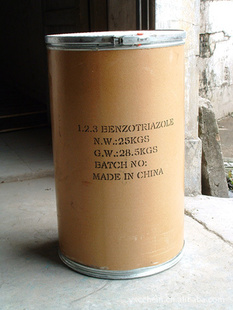 1.2.3 BENZOTRIAZOLE
N.W.:25KGS
G.W.:28.5KGS
BATCH NO:
MADE IN CHINA